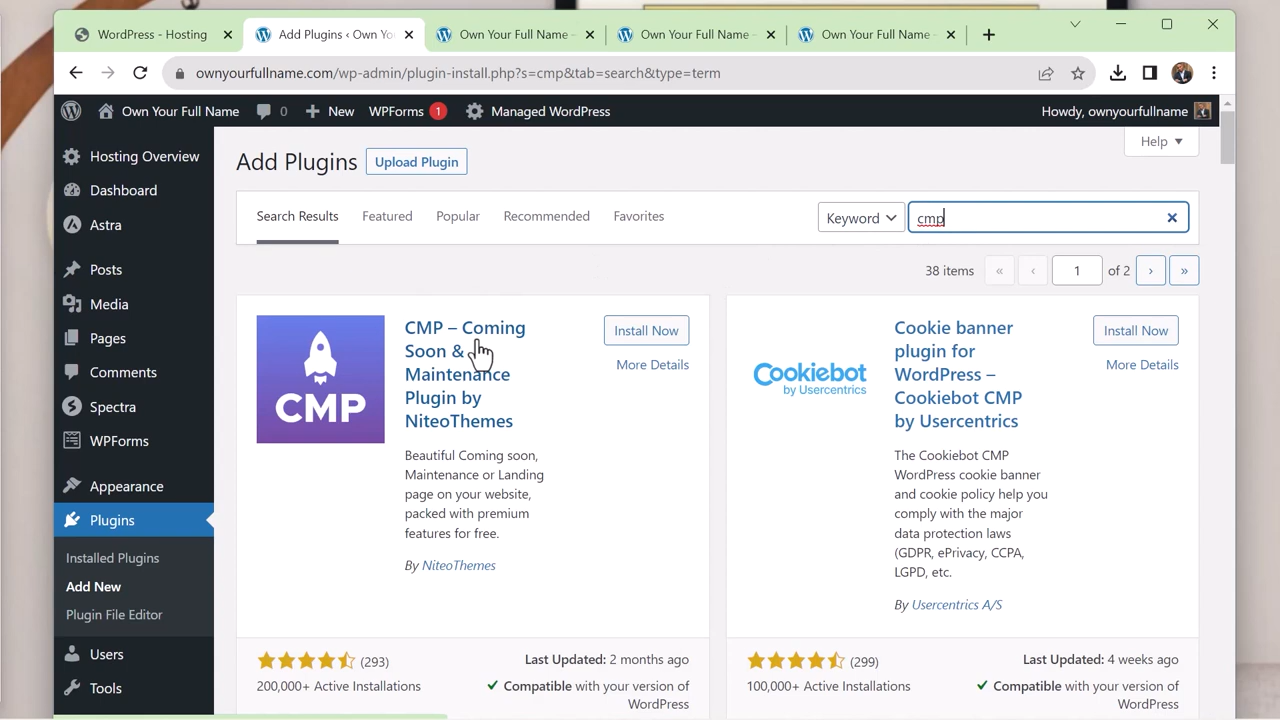 WordPress - Hosting
Add Plugins ‹ Own Yo
Own Your Full Name –
Own Your Full Name –
Own Your Full Name –
ownyourfullname.com/wp-admin/plugin-install.php?s=cmp&tab=search&type=term
Own Your Full Name
0
New
WPForms
1
Managed WordPress
Howdy, ownyourfullname
Hosting Overview
Dashboard
Astra
Posts
Media
Pages
Comments
Spectra
WPForms
Appearance
Plugins
Installed Plugins
Add New
Plugin File Editor
Users
Tools
Help
Add Plugins
Upload Plugin
Search Results
Featured
Popular
Recommended
Favorites
Keyword
cmp
38 items
«
‹
1
of 2
›
»
CMP
CMP – Coming
Soon &
Maintenance
Plugin by
NiteoThemes
Install Now
More Details
Beautiful Coming soon,
Maintenance or Landing
page on your website,
packed with premium
features for free.
By NiteoThemes
(293)
200,000+ Active Installations
Last Updated: 2 months ago
Compatible with your version of
WordPress
Cookiebot
by Usercentrics
Cookie banner
plugin for
WordPress –
Cookiebot CMP
by Usercentrics
Install Now
More Details
The Cookiebot CMP
WordPress cookie banner
and cookie policy help you
comply with the major
data protection laws
(GDPR, ePrivacy, CCPA,
LGPD, etc.
By Usercentrics A/S
(299)
100,000+ Active Installations
Last Updated: 4 weeks ago
Compatible with your version of
WordPress